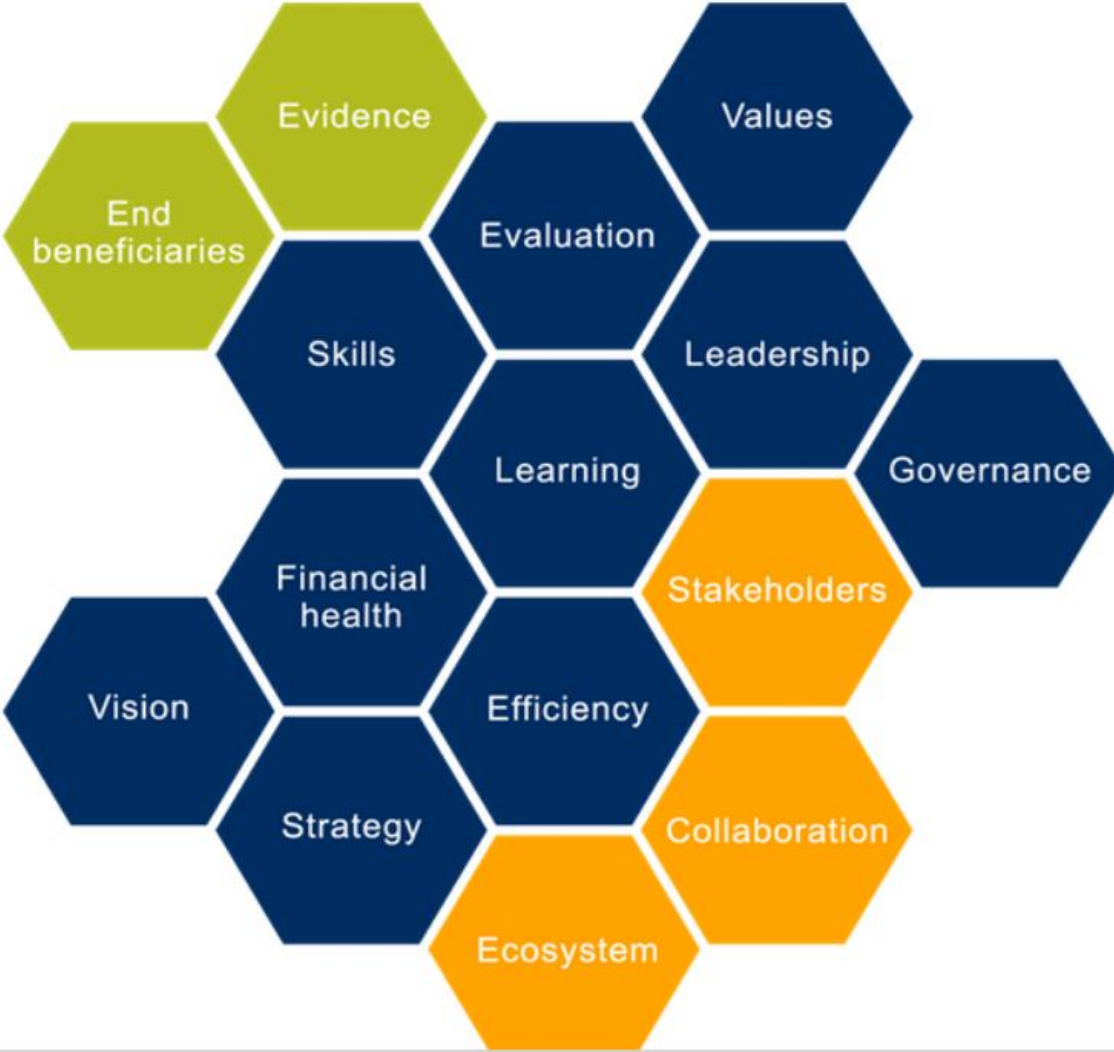 Evidence
Values
End
beneficiaries
Evaluation
Skills
Leadership
Learning
Governance
Financial
health
Stakeholders
Vision
Efficiency
Strategy
Collaboration
Ecosystem